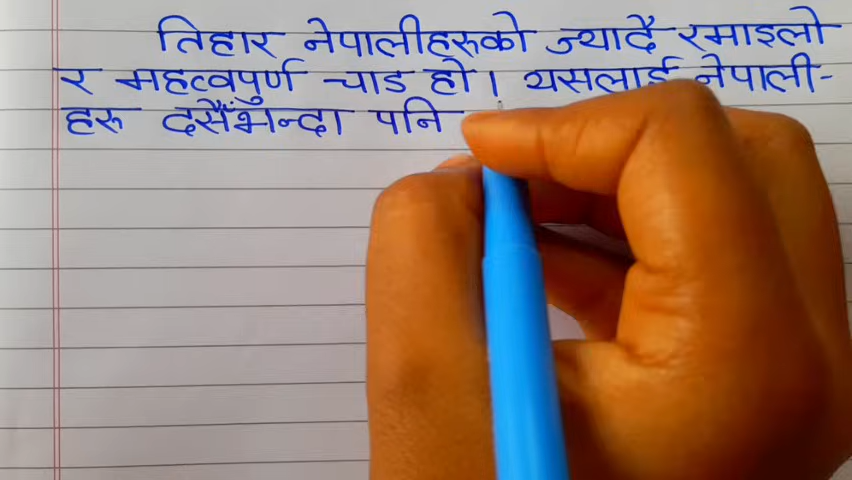 तिहार नेपालीहरुको ज्यादै रमाइलो
र महत्वपुर्ण चाड हो। यसलाई नेपाली-
हरु दसैँभन्दा पनि